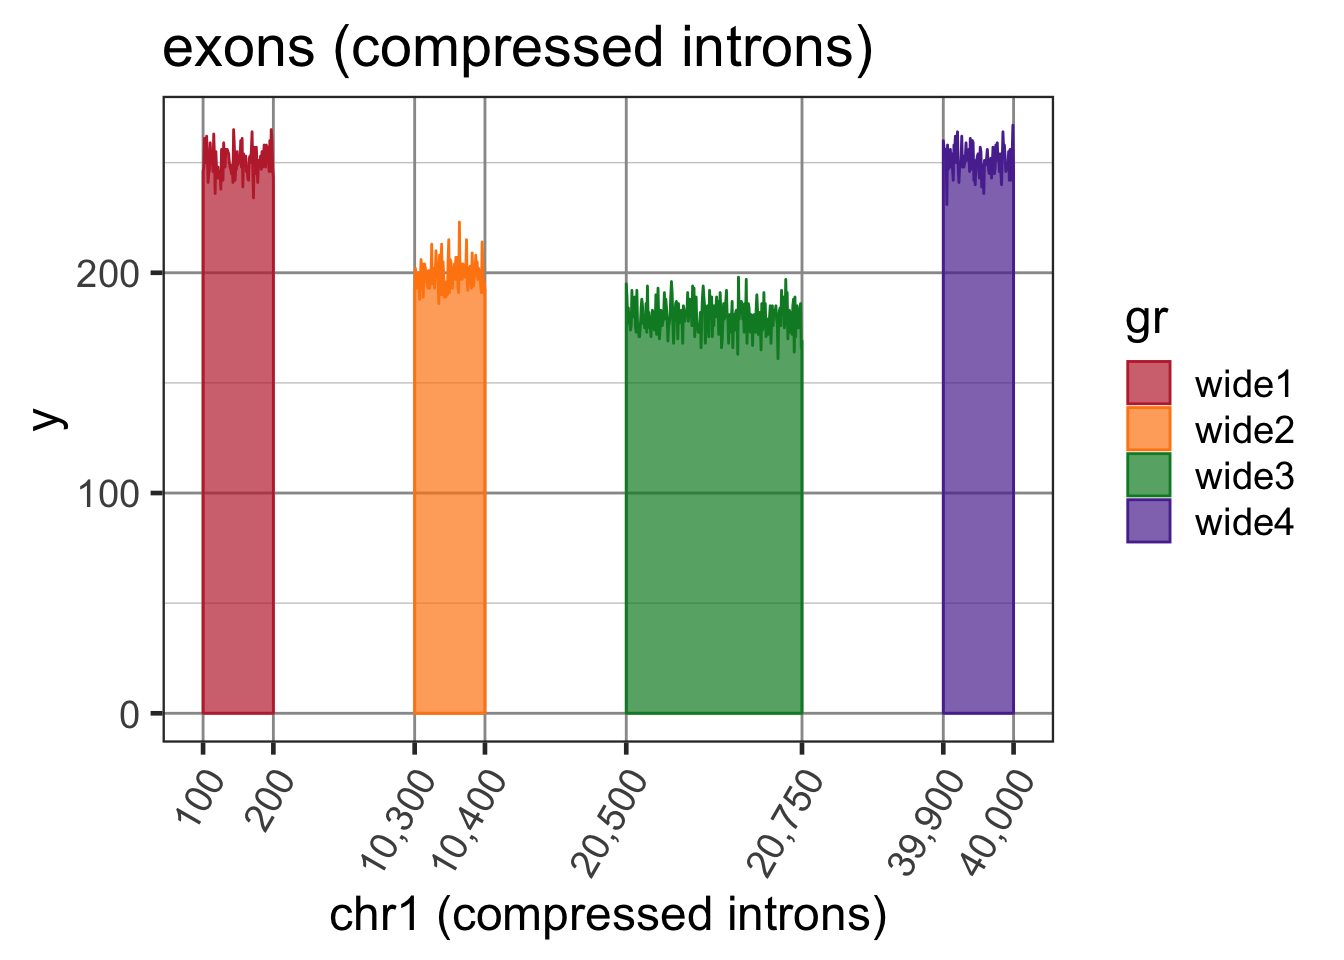 exons (compressed introns)
y
200
100
0
100
200
10,300
10,400
20,500
20,750
39,900
40,000
chr1 (compressed introns)
gr
wide1
wide2
wide3
wide4